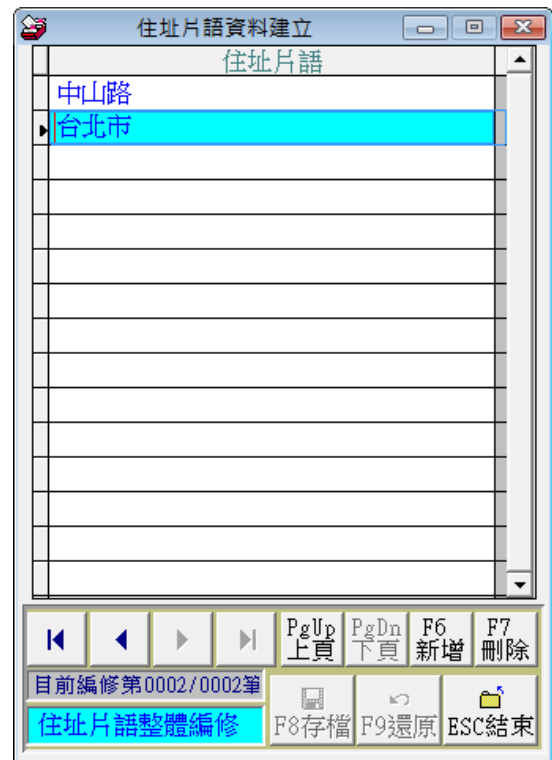 住址片語資料建立
住址片語
中山路
台北市
PgUp PgDn F6 F7
上頁 下頁 新增 刪除
目前編修第0002/0002筆
住址片語整體編修 F8存檔 F9還原 ESC結束